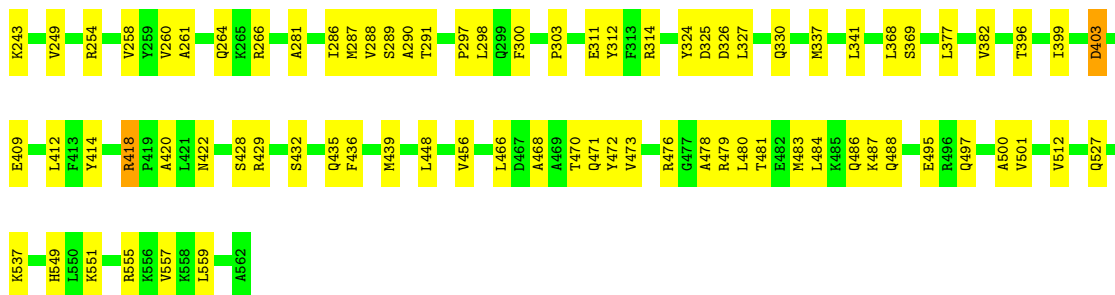 K243 V249 R254 V258 Y259 V260 A261 Q264 K265 R266 A281 I286 M287 V288 S289 A290 T291 P297 L298 Q299 F300 P303 E311 Y312 F313 R314 Y324 D325 D326 L327 Q330 M337 L341 L368 S369 L377 V382 T396 I399 D403
E409 L412 F413 Y414 R418 P419 A420 L421 N422 S428 R429 S432 Q435 F436 M439 L448 V456 L466 D467 A468 A469 T470 Q471 Y472 V473 R476 G477 A478 R479 L480 T481 E482 M483 L484 K485 Q486 K487 Q488 E495 R496 Q497 A500 V501 V512 Q527
K537 H549 L550 K551 R555 K556 V557 K558 L559 A562